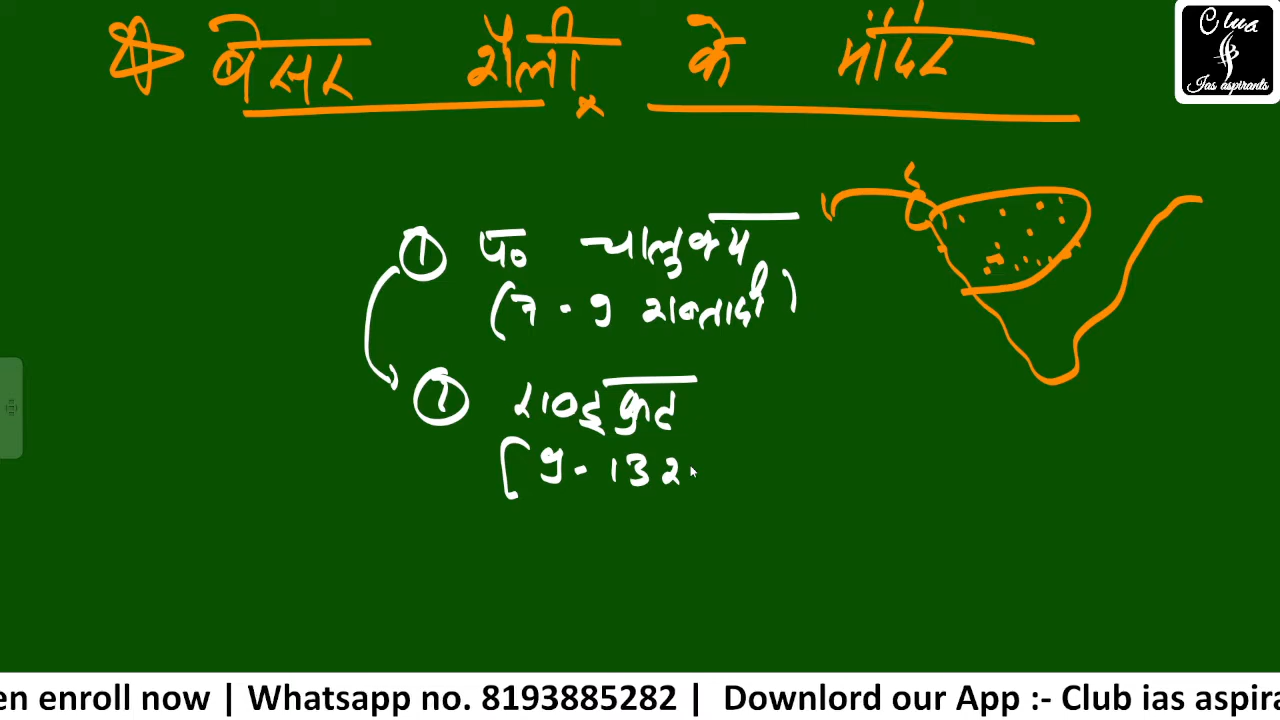 बेसर शैली के मंदिर
Club
Ias aspirants
① प० चालुक्य
(7-9 शताब्दी)
② राष्ट्रकुट
[9-13 श
en enroll now | Whatsapp no. 8193885282 | Downlord our App :- Club ias aspira